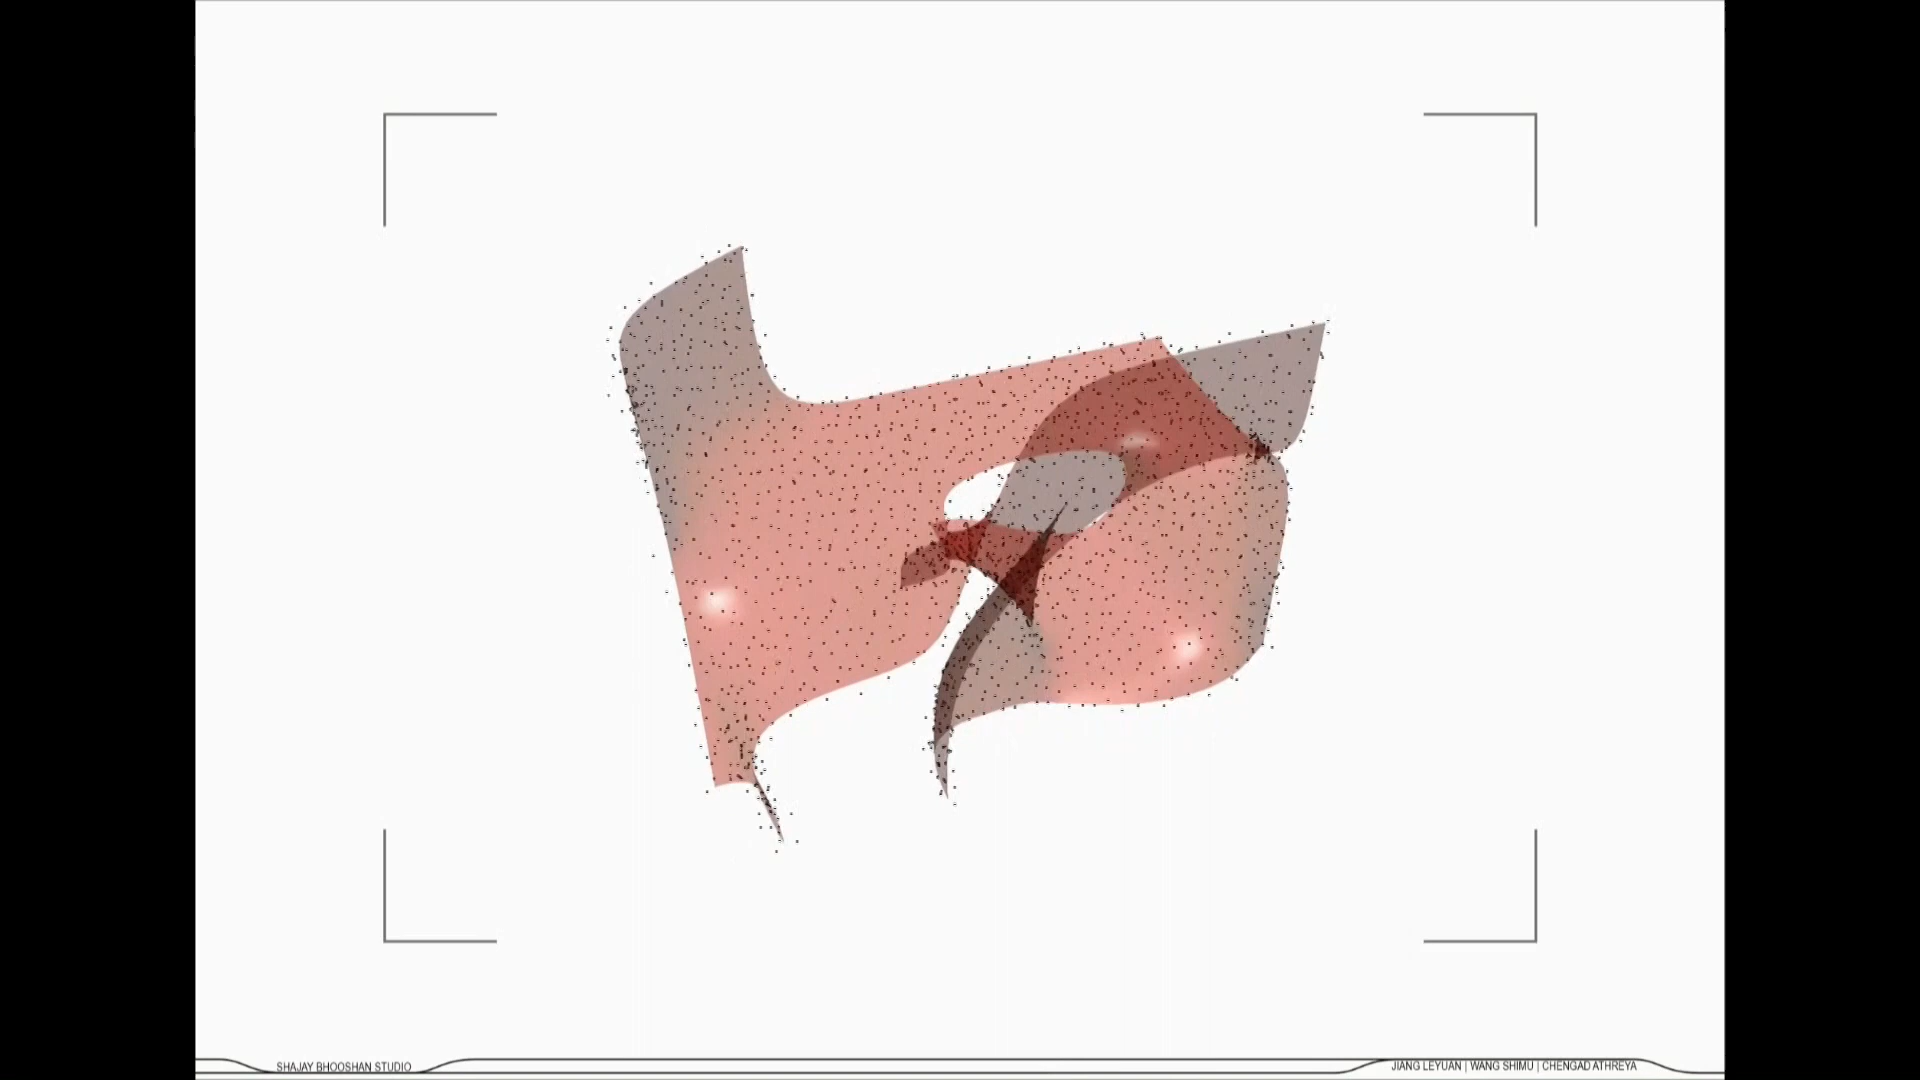 SHAJAY BHOOSHAN STUDIO
JIANG LEYUAN | WANG SHIMU | CHENGAD ATHREYA